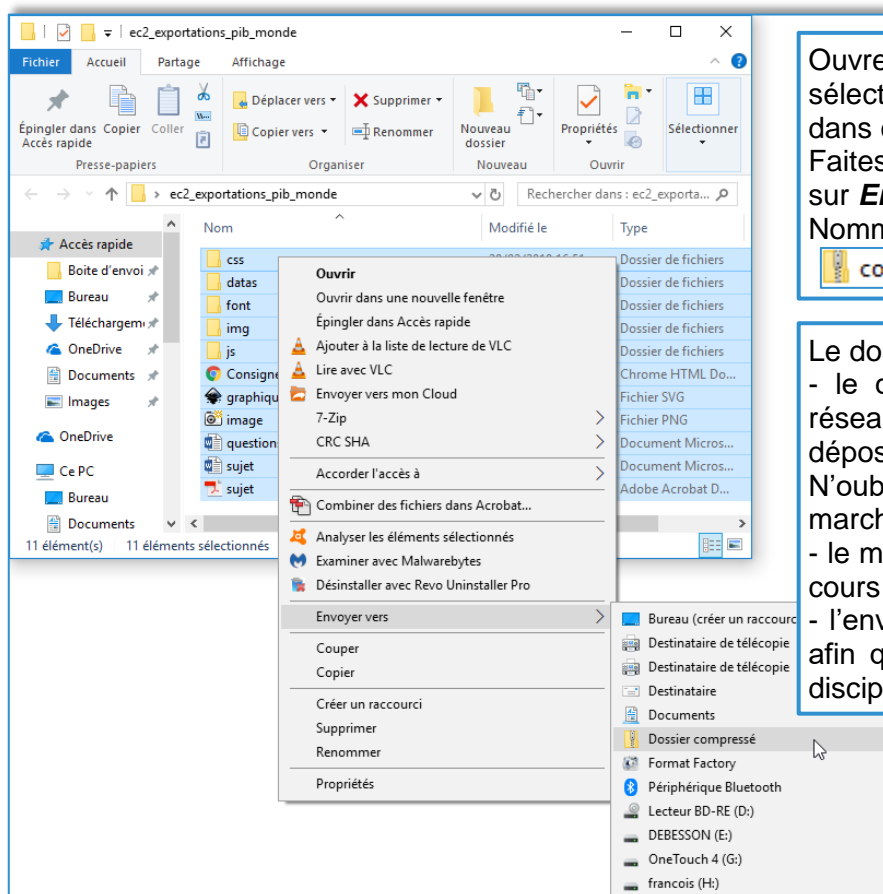 ec2_exportations_pib_monde
Fichier Accueil Partage Affichage
Épingler dans Accès rapide
Copier
Coller
Déplacer vers
Copier vers
Supprimer
Renommer
Nouveau dossier
Propriétés
Sélectionner
Presse-papiers Organiser Nouveau Ouvrir
ec2_exportations_pib_monde
Rechercher dans : ec2_exporta...
Accès rapide
Boite d'envoi
Bureau
Téléchargem
OneDrive
Documents
Images
OneDrive
Ce PC
Bureau
Documents
Nom Modifié le Type
css Dossier de fichiers
datas Dossier de fichiers
font Dossier de fichiers
img Dossier de fichiers
js Dossier de fichiers
Consigne Chrome HTML Do...
graphiqu Fichier SVG
image Fichier PNG
question Document Micros...
sujet Document Micros...
sujet Adobe Acrobat D...
11 élément(s) 11 éléments sélectionnés
Ouvrir
Ouvrir dans une nouvelle fenêtre
Épingler dans Accès rapide
Ajouter à la liste de lecture de VLC
Lire avec VLC
Envoyer vers mon Cloud
7-Zip
CRC SHA
Accorder l'accès à
Combiner des fichiers dans Acrobat...
Analyser les éléments sélectionnés
Examiner avec Malwarebytes
Désinstaller avec Revo Uninstaller Pro
Envoyer vers
Couper
Copier
Créer un raccourci
Supprimer
Renommer
Propriétés
Bureau (créer un raccourc
Destinataire de télécopie
Destinataire de télécopie
Destinataire
Documents
Dossier compressé
Format Factory
Périphérique Bluetooth
Lecteur BD-RE (D:)
DEBESSON (E:)
OneTouch 4 (G:)
francois (H:)
Ouvre
sélect
dans
Faites
sur
Nomm
co
Le do
- le
résea
dépos
N'oub
march
- le m
cours
- l'env
afin q
discip